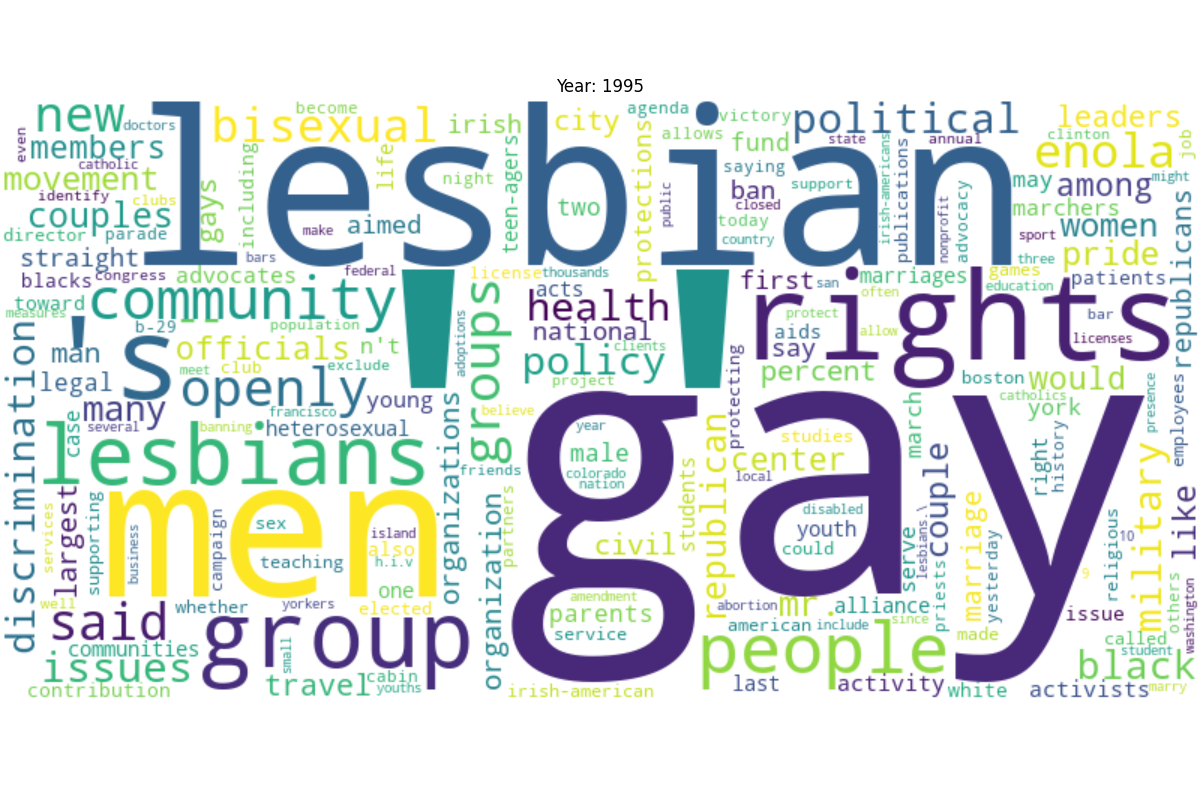 Year: 1995
lesbian
gay
rights
men
' '
group
lesbians
people
community
's
new
bisexual
political
leaders
enola
members
movement
couples
straight
openly
officials
groups
health
national
policy
said
issues
black
military
discrimination
republican
become
irish
city
agenda
victory
allows
fund
state
annual
clinton
job
even
doctors
catholic
identify
clubs
director
parade
gays
including
life
night
make
aimed
bars
teen-agers
two
protections
public
saying
ban
closed
today
country
support
irish-americans
publications
nonprofit
advocacy
may
among
might
marchers
women
sport
three
pride
republicans
blacks
congress
advocates
federal
license
thousands
acts
first
san
marriages
often
games
education
patients
toward
measures
man
b-29
population
n't
meet
club
exclude
adoptions
clients
project
aids
say
protect
allow
bar
licenses
legal
many
several
case
francisco
young
banning
heterosexual
believe
percent
protecting
boston
would
catholics
york
presence
employees
largest
services
supporting
business
campaign
sex
teaching
island
also
h.i.v
one
organizations
organization
friends
partners
year
male
colorado
nation
students
civil
center
studies
local
disabled
youth
could
march
couple
serve
lesbians.\
priests
marriage
yesterday
right
history
religious
10
9
like
others
washington
well
whether
yorkers
elected
communities
contribution
travel
small
cabin
youths
amendment
parents
service
irish-american
abortion
mr.
alliance
american
include
since
last
activity
made
white
issue
called
student
activists
marry
--